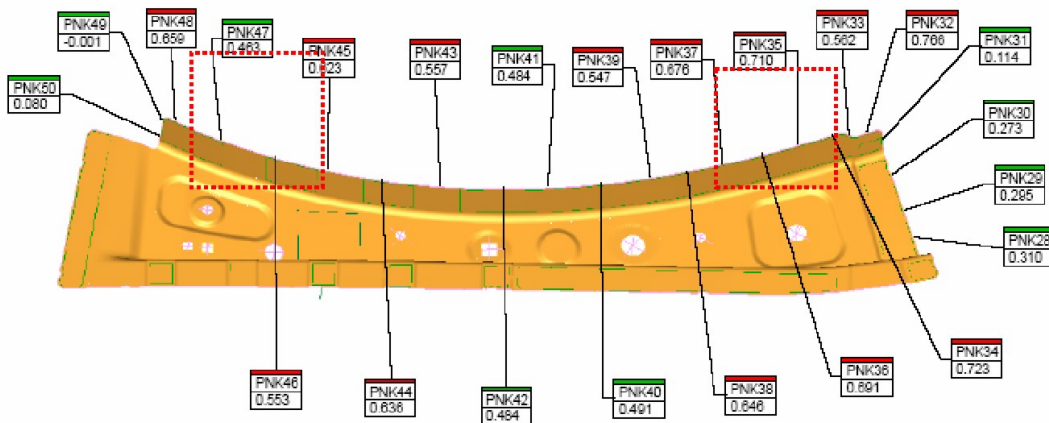 PNK49
-0.001
PNK48
0.659
PNK47
0.463
PNK45
PNK43
0.557
PNK41
0.484
PNK39
0.547
PNK37
0.676
PNK35
0.710
PNK33
0.562
PNK32
0.766
PNK31
0.114
PNK50
0.080
PNK30
0.273
PNK29
0.295
PNK28
0.310
PNK46
0.553
PNK44
0.636
PNK42
0.484
PNK40
0.491
PNK38
0.646
PNK36
0.691
PNK34
0.723